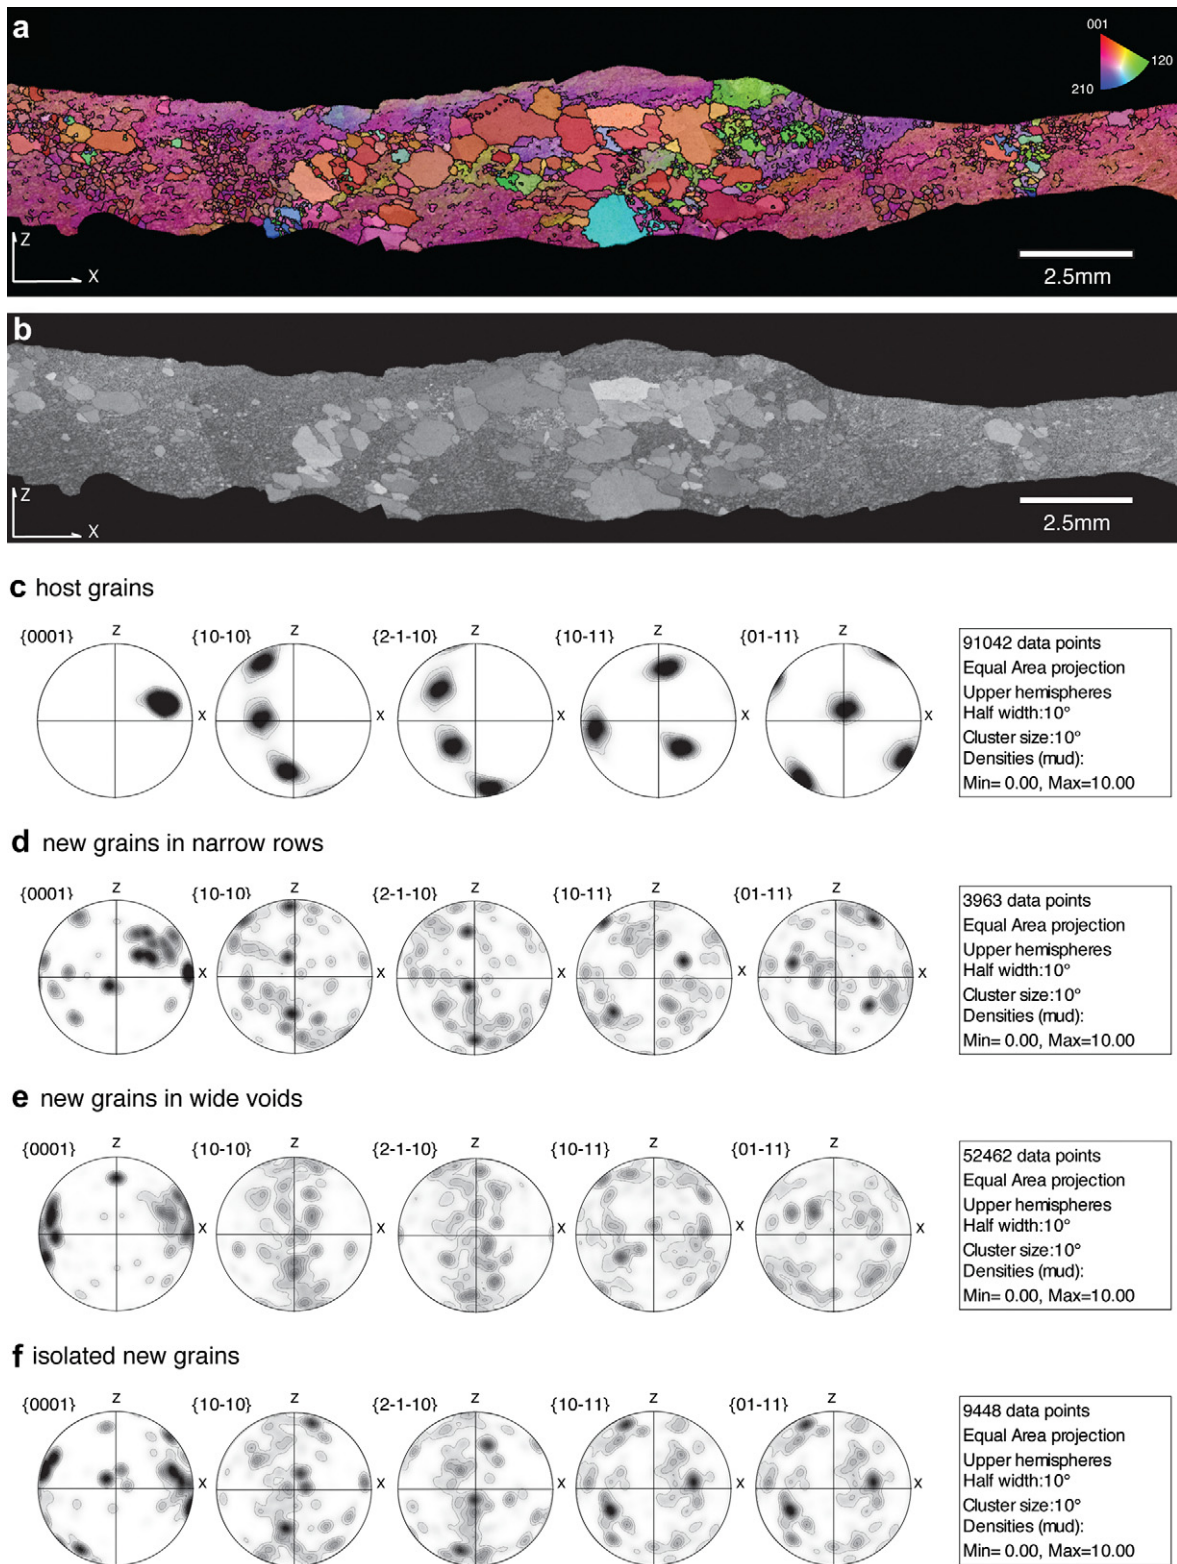 a
001
120
210
Z
X
2.5mm
b
Z
X
2.5mm
c host grains
{0001} Z X
{10-10} Z X
{2-1-10} Z X
{10-11} Z X
{01-11} Z X
91042 data points
Equal Area projection
Upper hemispheres
Half width:10°
Cluster size:10°
Densities (mud):
Min= 0.00, Max=10.00
d new grains in narrow rows
{0001} Z X
{10-10} Z X
{2-1-10} Z X
{10-11} Z X
{01-11} Z X
3963 data points
Equal Area projection
Upper hemispheres
Half width:10°
Cluster size:10°
Densities (mud):
Min= 0.00, Max=10.00
e new grains in wide voids
{0001} Z X
{10-10} Z X
{2-1-10} Z X
{10-11} Z X
{01-11} Z X
52462 data points
Equal Area projection
Upper hemispheres
Half width:10°
Cluster size:10°
Densities (mud):
Min= 0.00, Max=10.00
f isolated new grains
{0001} Z X
{10-10} Z X
{2-1-10} Z X
{10-11} Z X
{01-11} Z X
9448 data points
Equal Area projection
Upper hemispheres
Half width:10°
Cluster size:10°
Densities (mud):
Min= 0.00, Max=10.00